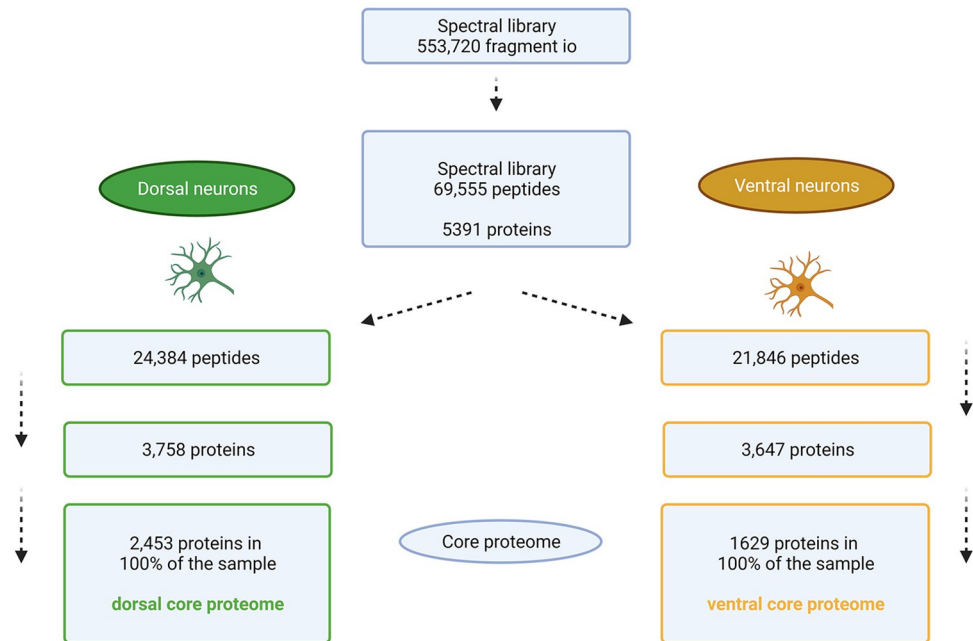 Spectral library
553,720 fragment io
Spectral library
69,555 peptides
5391 proteins
Dorsal neurons
Ventral neurons
24,384 peptides
21,846 peptides
3,758 proteins
3,647 proteins
2,453 proteins in
100% of the sample
dorsal core proteome
Core proteome
1629 proteins in
100% of the sample
ventral core proteome